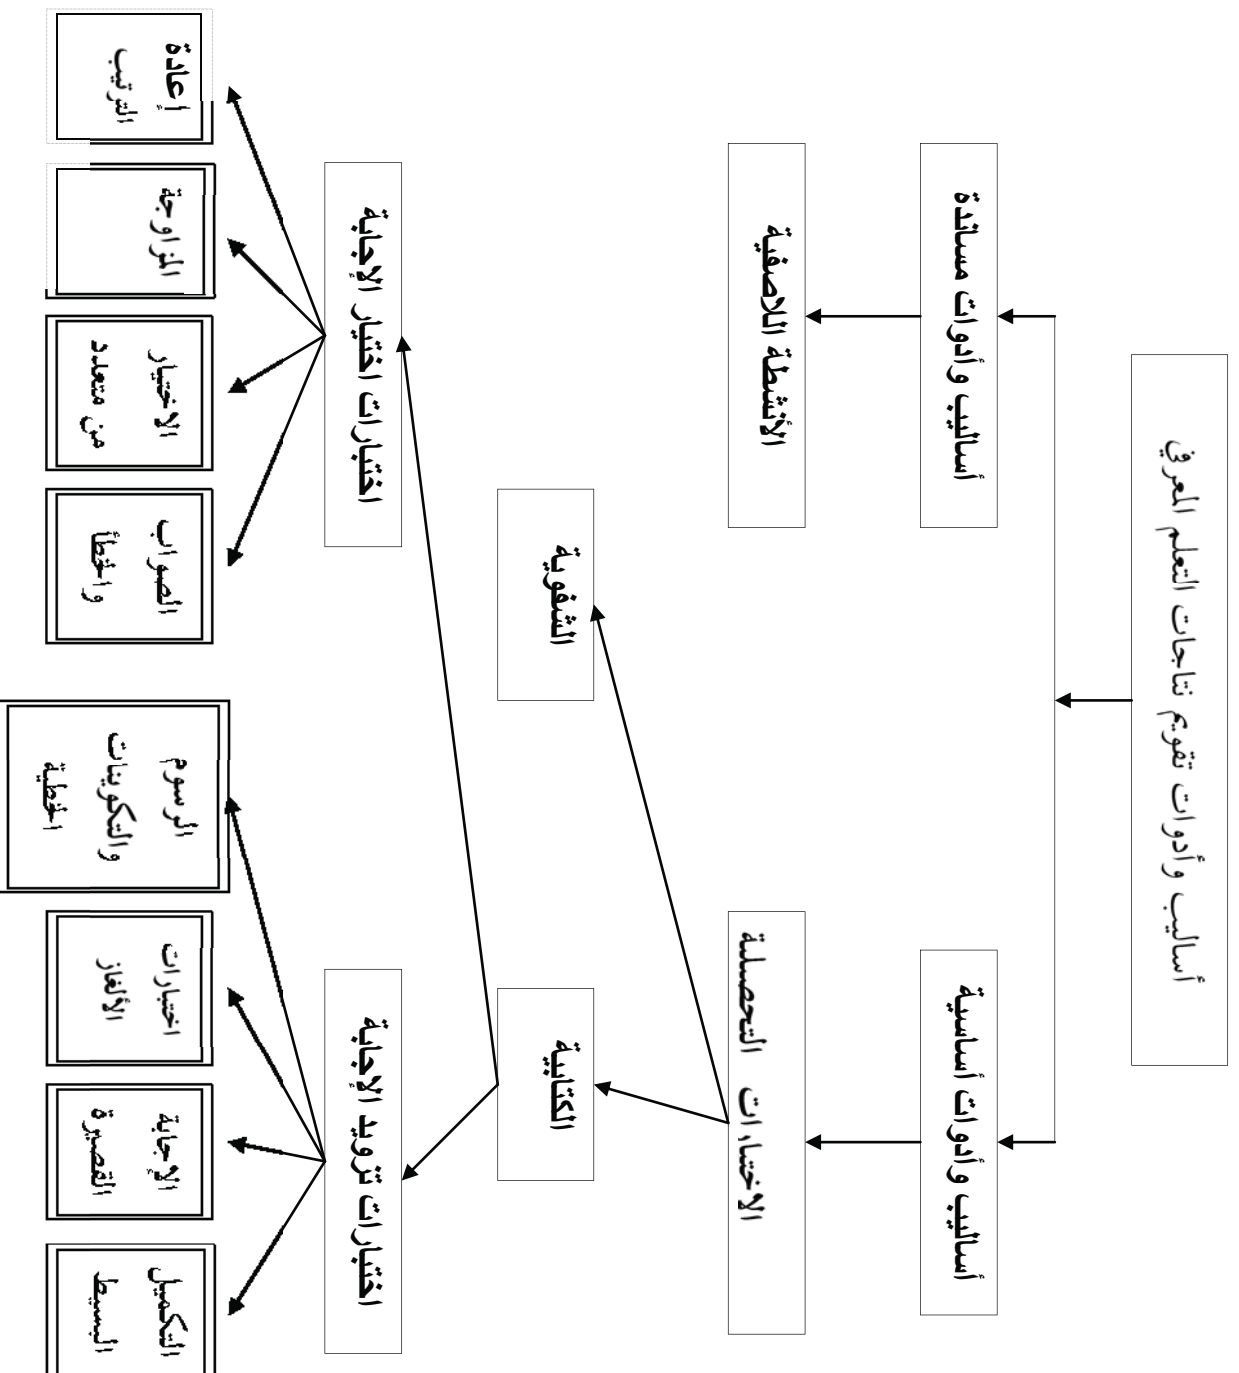 أساليب وأدوات تقويم نتاجات التعلم المعرفي
أساليب وأدوات أساسية
أساليب وأدوات مساندة
الاختبارات التحصلية
الأنشطة اللاصفية
الكتابية
الشفوية
اختبارات تزويد الإجابة
اختبارات اختيار الإجابة
التكميل
البسيط
الإجابة
القصيرة
اختبارات
الألغاز
الرسوم
والتكوينات
الخطية
الصواب
والخطأ
الاختيار
من متعدد
المزاوجة
إعادة
الترتيب